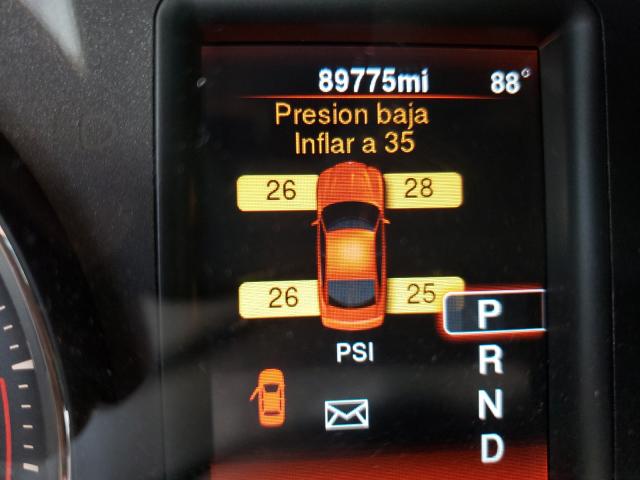 89775mi 88°
Presion baja
Inflar a 35
26 28
26 25
PSI
P
R
N
D